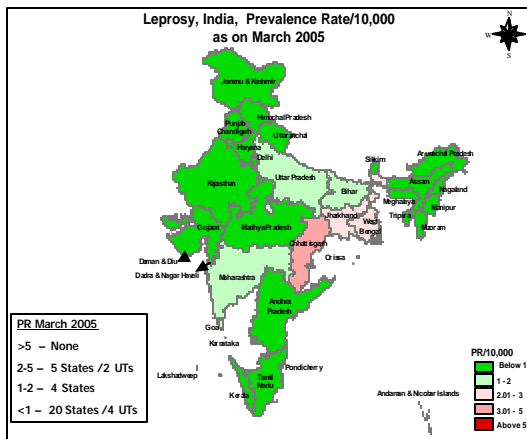 Leprosy, India, Prevalence Rate/10,000
as on March 2005
N
W
S
Jammu & Kashmir
Himachal Pradesh
Punjab
Chandigarh
Uttaranchal
Haryana
Delhi
Sikkim
Arunachal Pradesh
Rajasthan
Uttar Pradesh
Bihar
Assam
Nagaland
Meghalaya
Manipur
Tripura
Mizoram
Gujarat
Madhya Pradesh
Jharkhand
West
Bengal
Chhattisgarh
Daman & Diu
Dadra & Nagar Haveli
Orissa
Maharashtra
Andhra
Pradesh
Goa
Karnataka
Pondicherry
Lakshadweep
Tamil
Nadu
Kerala
Andaman & Nicobar Islands
PR March 2005
>5 – None
2-5 – 5 States /2 UTs
1-2 – 4 States
<1 – 20 States /4 UTs
PR/10,000
Below 1
1 - 2
2.01 - 3
3.01 - 5
Above 5